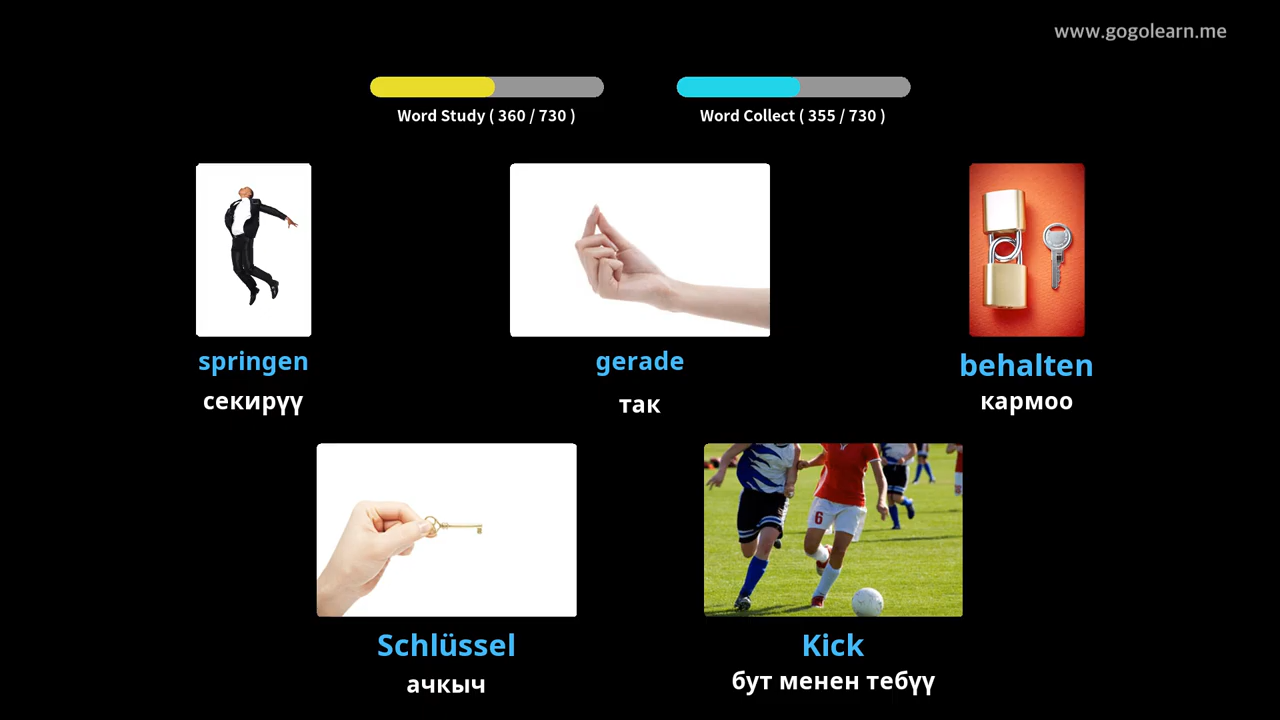 www.gogolearn.me
Word Study ( 360 / 730 )
Word Collect ( 355 / 730 )
springen
gerade
behalten
секирүү
так
кармоо
6
Schlüssel
Kick
ачкыч
бут менен тебүү